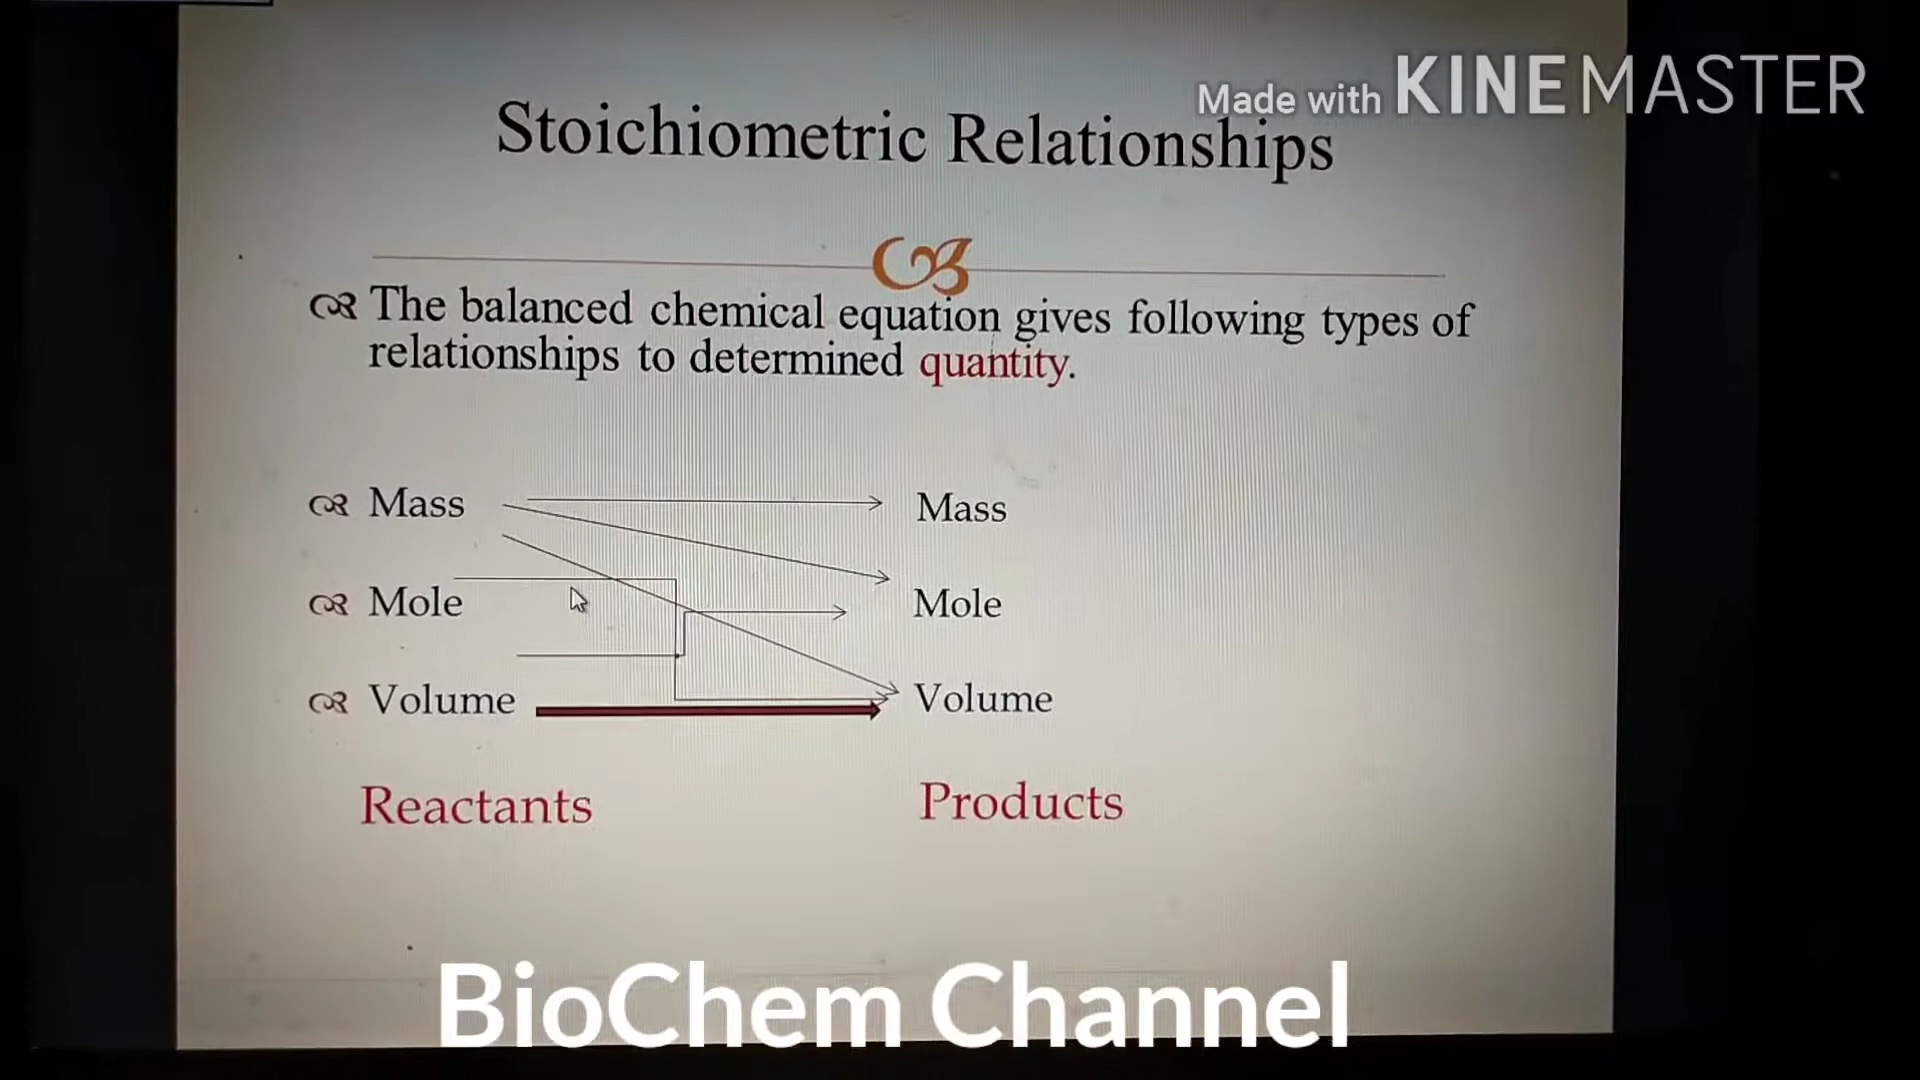 Made with KINEMASTER
Stoichiometric Relationships
The balanced chemical equation gives following types of
relationships to determined quantity.
Mass Mass
Mole Mole
Volume Volume
Reactants Products
BioChem Channel